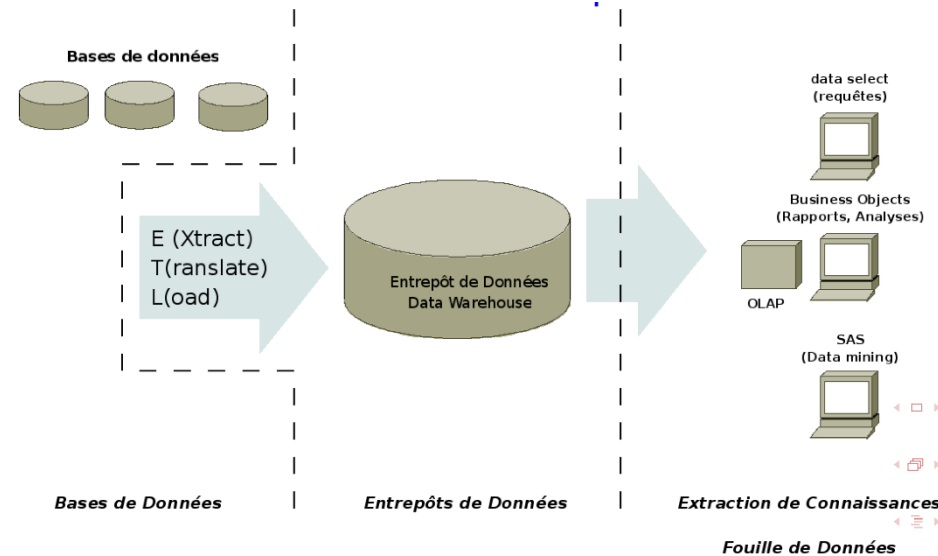 Bases de données
E (Xtract)
T(ranslate)
L(oad)
Entrepôt de Données
Data Warehouse
data select
(requêtes)
Business Objects
(Rapports, Analyses)
OLAP
SAS
(Data mining)
Bases de Données
Entrepôts de Données
Extraction de Connaissances
Fouille de Données